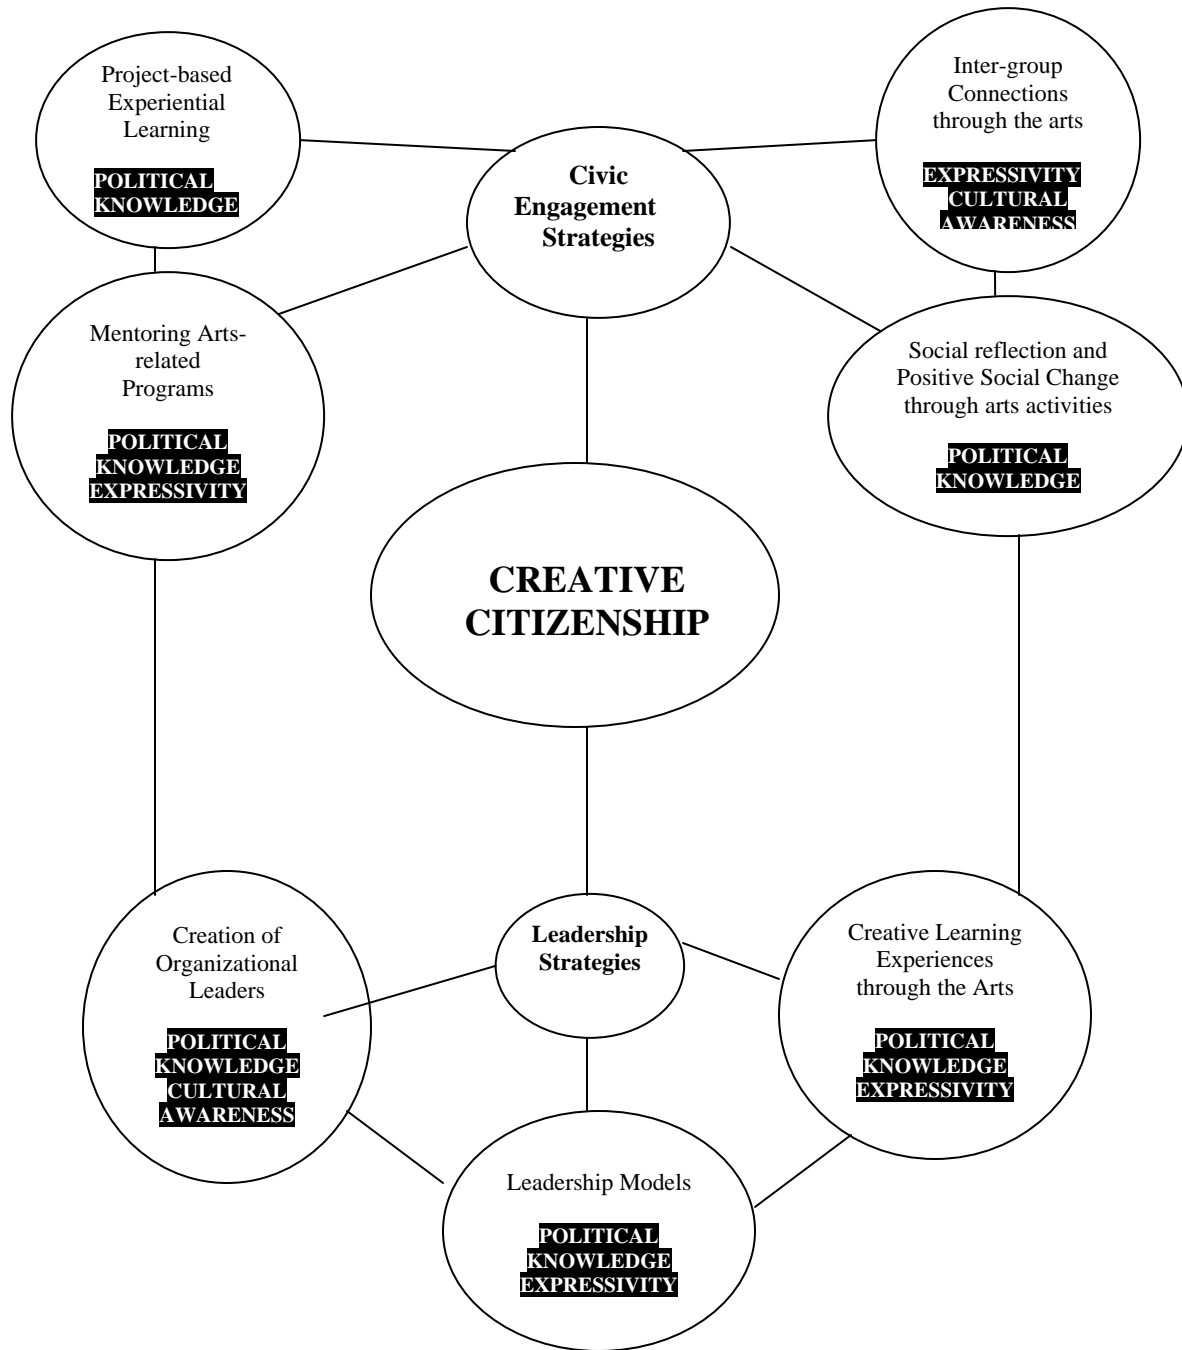 Project-based
Experiential
Learning
POLITICAL
KNOWLEDGE
Civic
Engagement
Strategies
Inter-group
Connections
through the arts
EXPRESSIVITY
CULTURAL
AWARENESS
Mentoring Arts-
related
Programs
POLITICAL
KNOWLEDGE
EXPRESSIVITY
Social reflection and
Positive Social Change
through arts activities
POLITICAL
KNOWLEDGE
CREATIVE
CITIZENSHIP
Creation of
Organizational
Leaders
POLITICAL
KNOWLEDGE
CULTURAL
AWARENESS
Leadership
Strategies
Creative Learning
Experiences
through the Arts
POLITICAL
KNOWLEDGE
EXPRESSIVITY
Leadership Models
POLITICAL
KNOWLEDGE
EXPRESSIVITY